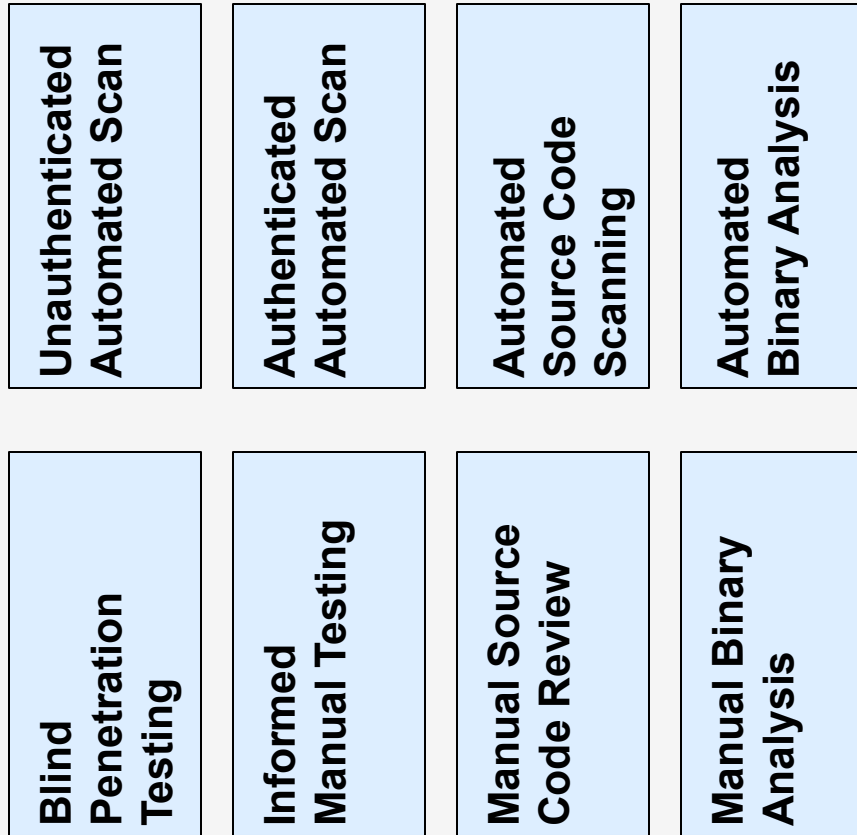 Unauthenticated
Automated Scan
Authenticated
Automated Scan
Automated
Source Code
Scanning
Automated
Binary Analysis
Blind
Penetration
Testing
Informed
Manual Testing
Manual Source
Code Review
Manual Binary
Analysis